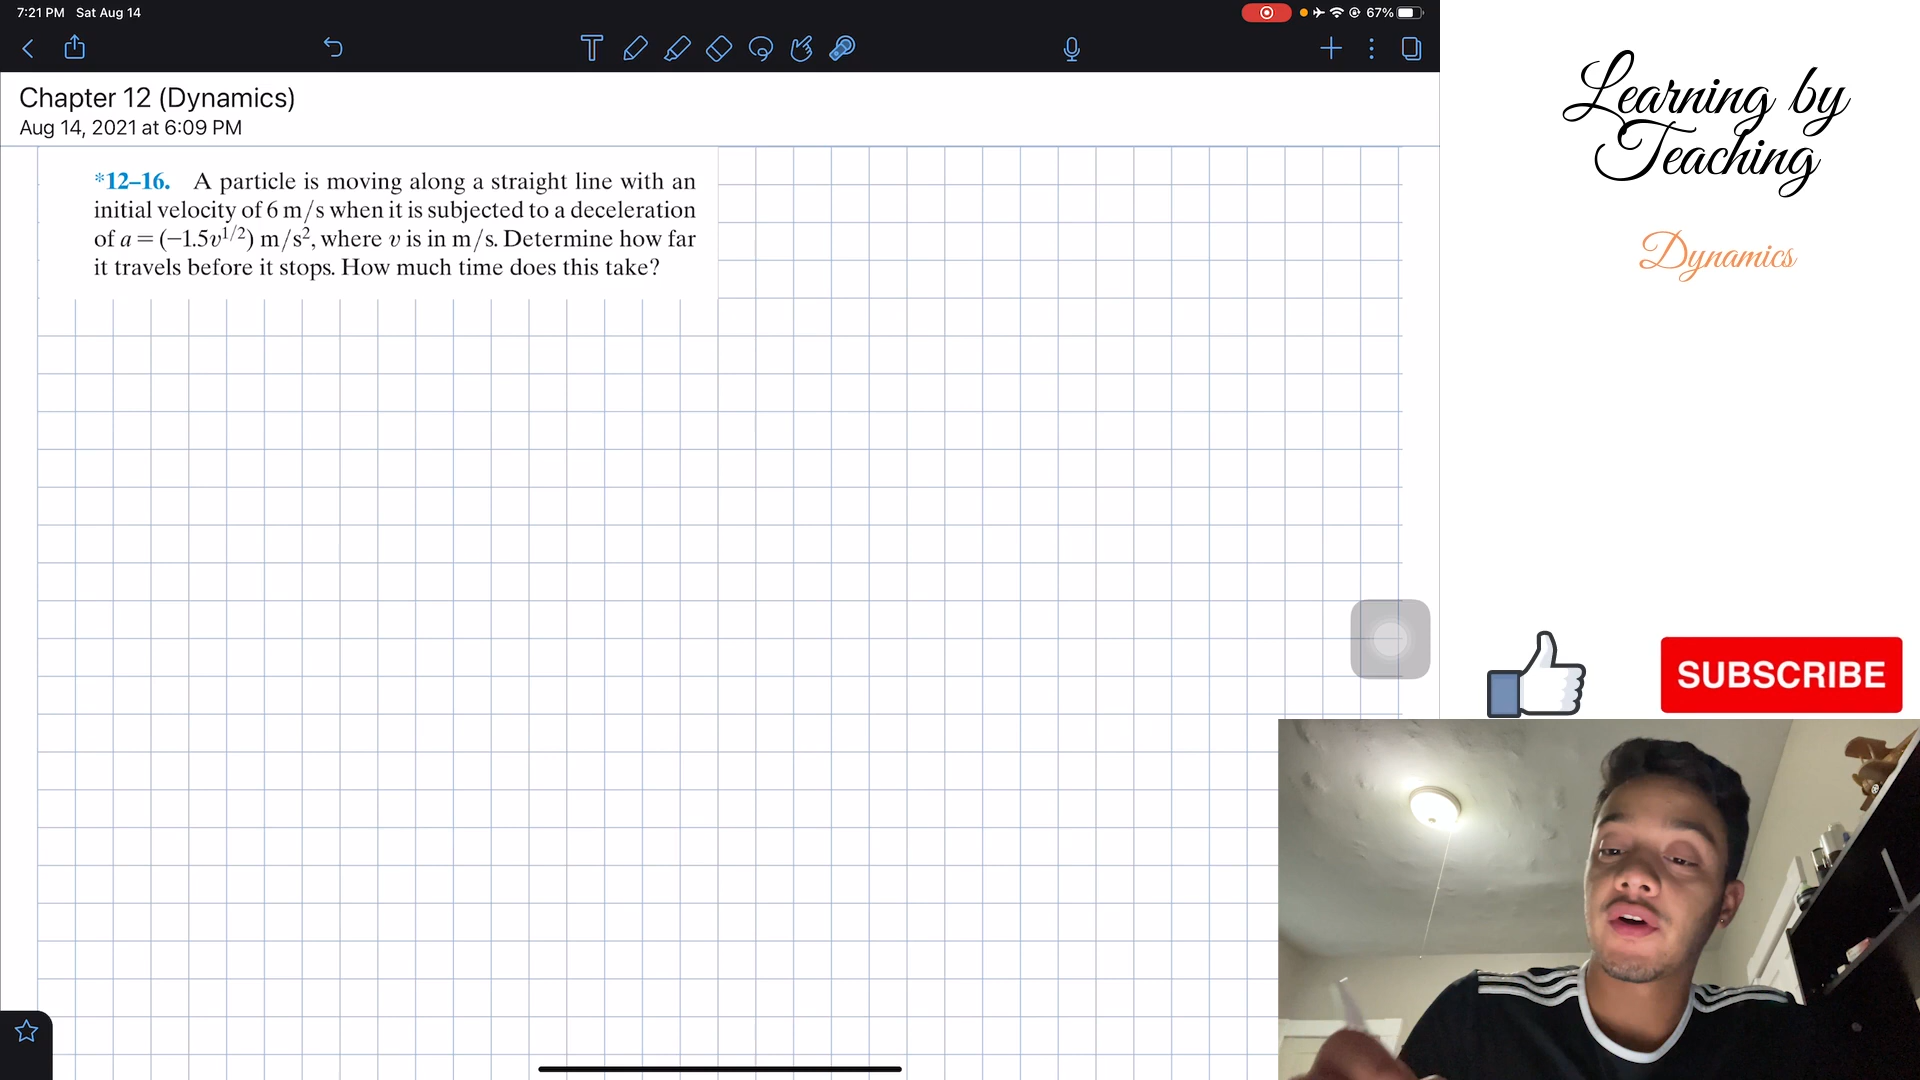 7:21 PM Sat Aug 14
67%
Chapter 12 (Dynamics)
Aug 14, 2021 at 6:09 PM
*12–16. A particle is moving along a straight line with an
initial velocity of 6 m/s when it is subjected to a deceleration
of a = (−1.5v^1/2) m/s², where v is in m/s. Determine how far
it travels before it stops. How much time does this take?
Learning by
Teaching
Dynamics
SUBSCRIBE